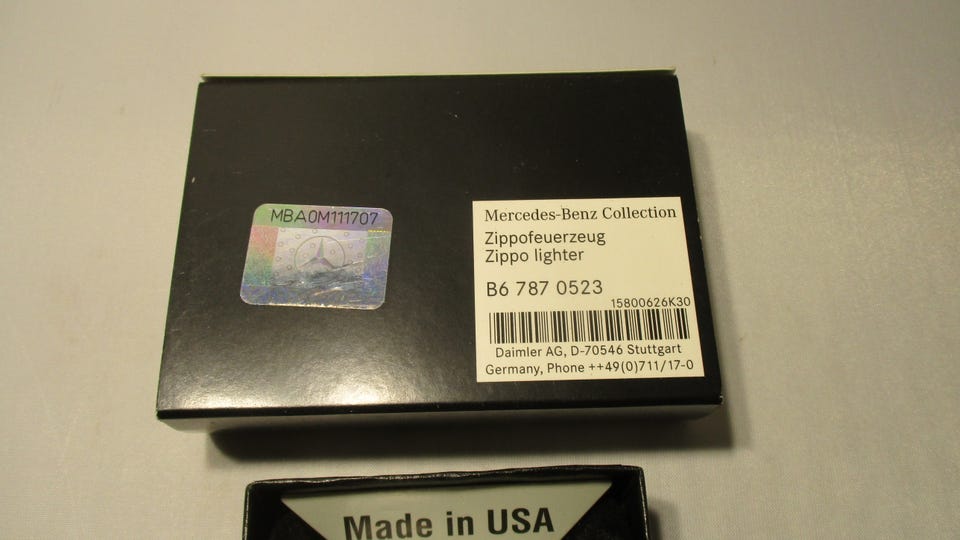 MBA0M111707
Mercedes-Benz Collection
Zippofeuerzeug
Zippo lighter
B6 787 0523
15800626K30
Daimler AG, D-70546 Stuttgart
Germany, Phone ++49(0)711/17-0
Made in USA